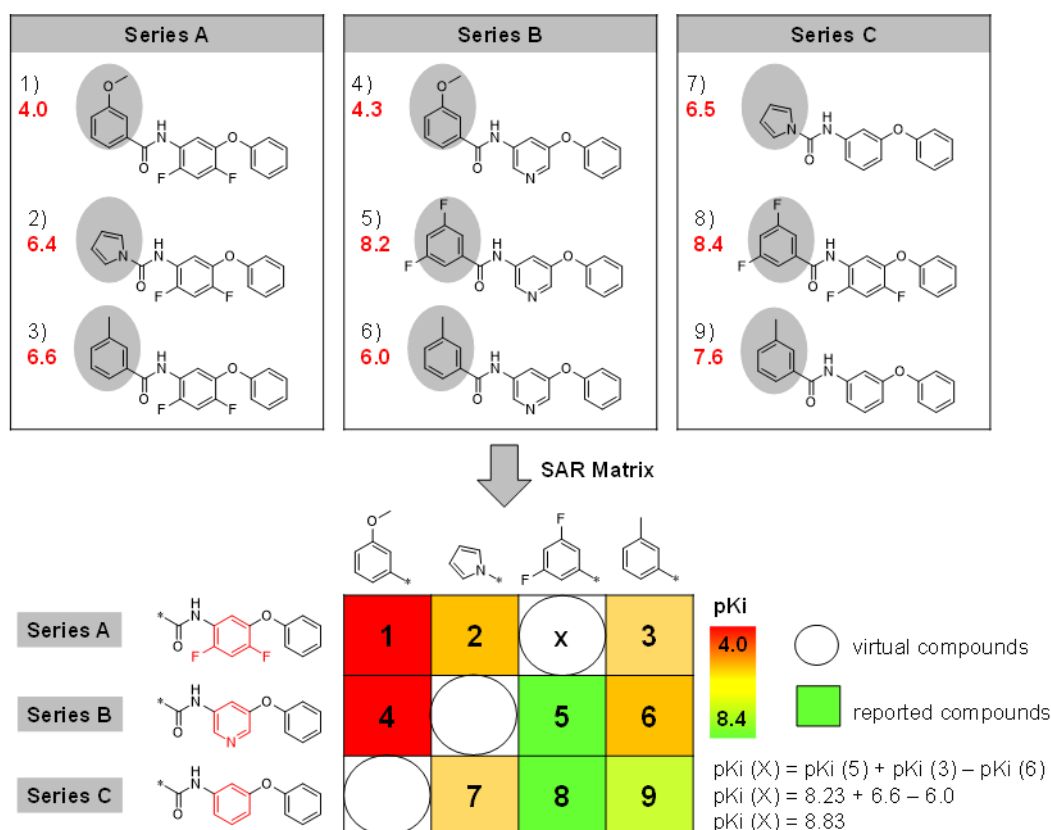 Series A
Series B
Series C
1)
4.0
O
H
N
O
O
F
F
2)
6.4
N
H
N
O
O
F
F
3)
6.6
H
N
O
O
F
F
4)
4.3
O
H
N
O
O
N
5)
8.2
F
F
H
N
O
O
N
6)
6.0
H
N
O
O
N
7)
6.5
N
H
N
O
O
8)
8.4
F
F
H
N
O
O
F
F
9)
7.6
H
N
O
O
SAR Matrix
O
*
N
*
F
F
*
*
Series A
*
H
N
O
O
F
F
1 2 x 3
Series B
*
H
N
O
O
N
4 5 6
Series C
*
H
N
O
O
7 8 9
pKi
4.0
8.4
virtual compounds
reported compounds
pKi (X) = pKi (5) + pKi (3) – pKi (6)
pKi (X) = 8.23 + 6.6 – 6.0
pKi (X) = 8.83